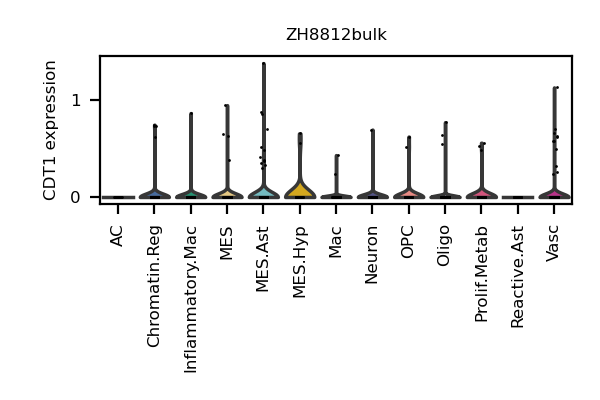 ZH8812bulk
CDT1 expression
1
0
AC
Chromatin.Reg
Inflammatory.Mac
MES
MES.Ast
MES.Hyp
Mac
Neuron
OPC
Oligo
Prolif.Metab
Reactive.Ast
Vasc